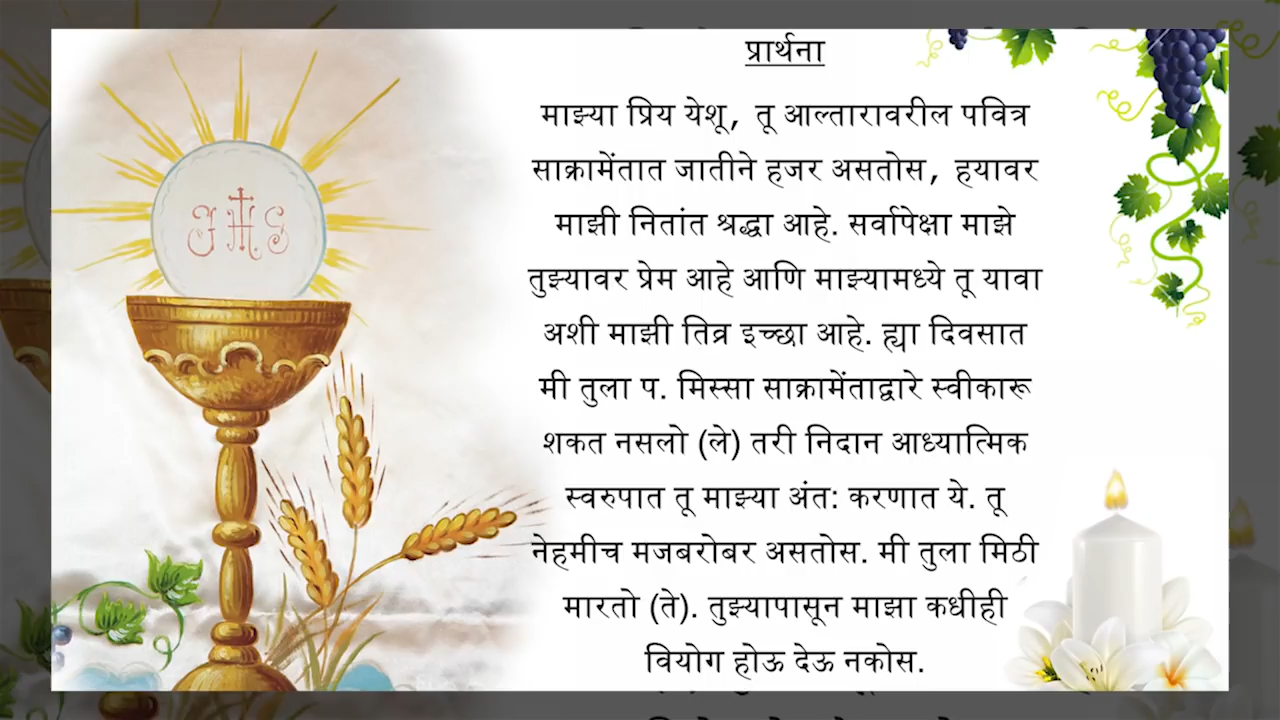 प्रार्थना
माझ्या प्रिय येशू, तू आल्तारावरील पवित्र
साक्रामेंतात जातीने हजर असतोस, हयावर
माझी नितांत श्रद्धा आहे. सर्वापेक्षा माझे
तुझ्यावर प्रेम आहे आणि माझ्यामध्ये तू यावा
अशी माझी तिव्र इच्छा आहे. ह्या दिवसात
मी तुला प. मिस्सा साक्रामेंताद्वारे स्वीकारू
शकत नसलो (ले) तरी निदान आध्यात्मिक
स्वरुपात तू माझ्या अंत: करणात ये. तू
नेहमीच मजबरोबर असतोस. मी तुला मिठी
मारतो (ते). तुझ्यापासून माझा कधीही
वियोग होऊ देऊ नकोस.
JHS